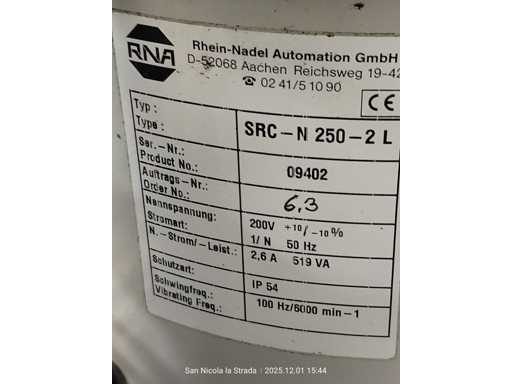 RNA
Rhein-Nadel Automation GmbH
D-52068 Aachen Reichsweg 19-42
☎ 02 41/5 10 90
CE
Typ :
Type : SRC-N 250-2 L
Ser.-Nr.:
Product No.: 09402
Auftrags-Nr.:
Order No.: 6,3
Nennspannung: 200V +10/-10%
Stromart: 1/ N 50 Hz
N.-Strom/-Leist.: 2,6 A 519 VA
Schutzart: IP 54
Schwingfreq.:
Vibrating Freq.: 100 Hz/6000 min-1
San Nicola la Strada | 2025.12.01 15:44